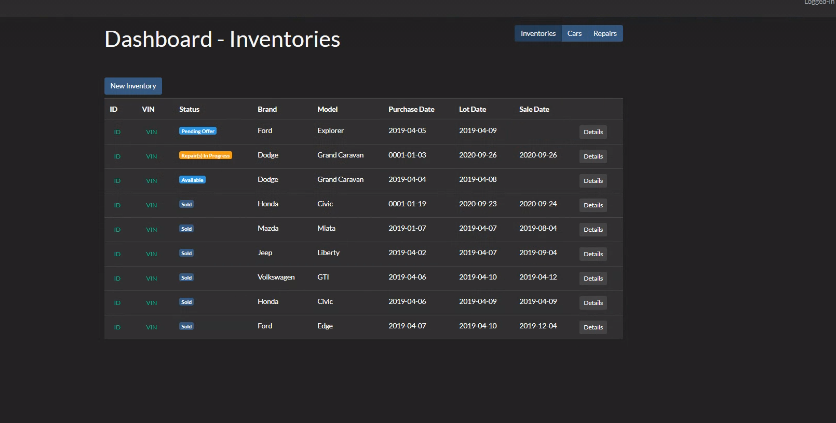 Logged-In
Dashboard - Inventories
Inventories Cars Repairs
New Inventory
ID VIN Status Brand Model Purchase Date Lot Date Sale Date
ID VIN Pending Offer Ford Explorer 2019-04-05 2019-04-09 Details
ID VIN Repair(s) In Progress Dodge Grand Caravan 0001-01-03 2020-09-26 2020-09-26 Details
ID VIN Available Dodge Grand Caravan 2019-04-04 2019-04-08 Details
ID VIN Sold Honda Civic 0001-01-19 2020-09-23 2020-09-24 Details
ID VIN Sold Mazda Miata 2019-01-07 2019-04-07 2019-08-04 Details
ID VIN Sold Jeep Liberty 2019-04-02 2019-04-07 2019-09-04 Details
ID VIN Sold Volkswagen GTI 2019-04-06 2019-04-10 2019-04-12 Details
ID VIN Sold Honda Civic 2019-04-06 2019-04-09 2019-04-09 Details
ID VIN Sold Ford Edge 2019-04-07 2019-04-10 2019-12-04 Details